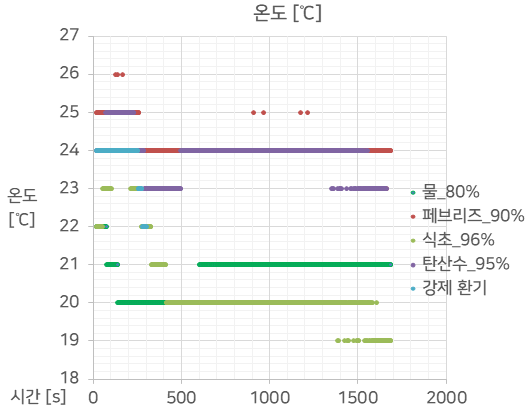 온도 [℃]
27
26
25
24
23
22
21
20
19
18
온도
[℃]
물_80%
페브리즈_90%
식초_96%
탄산수_95%
강제 환기
시간 [s]
0 500 1000 1500 2000